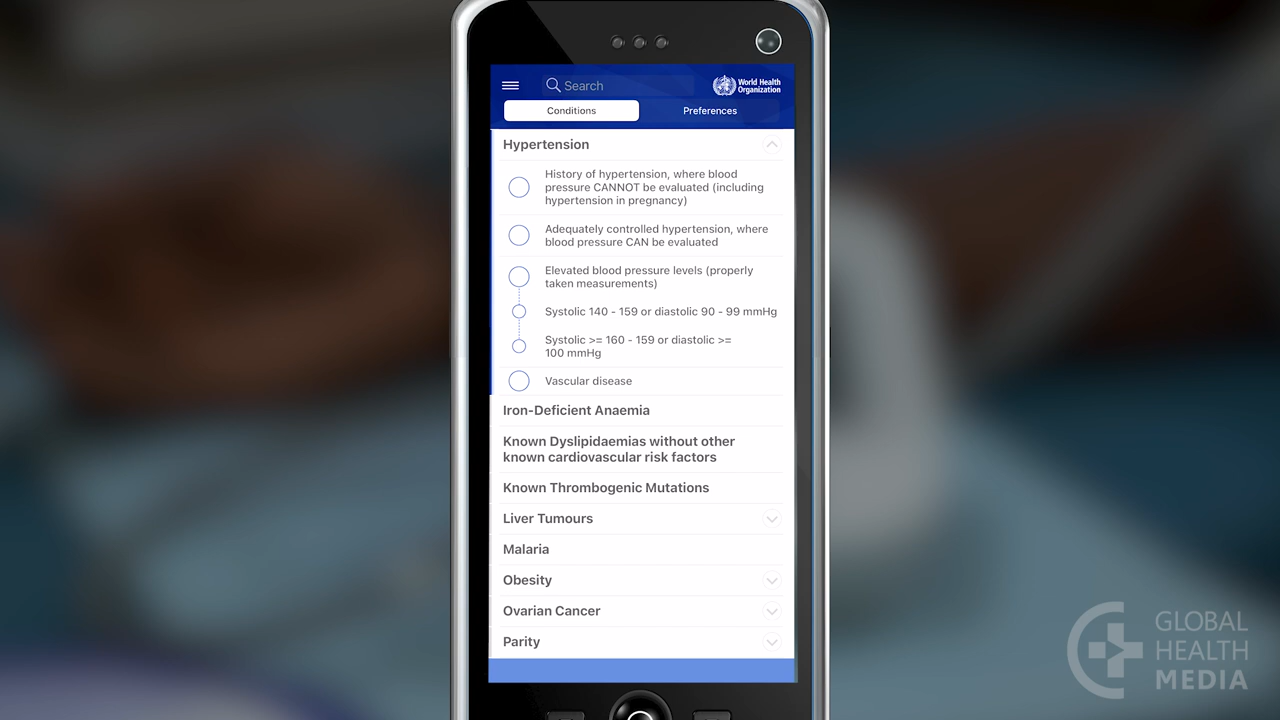 Search
World Health
Organization
Conditions
Preferences
Hypertension
History of hypertension, where blood
pressure CANNOT be evaluated (including
hypertension in pregnancy)
Adequately controlled hypertension, where
blood pressure CAN be evaluated
Elevated blood pressure levels (properly
taken measurements)
Systolic 140 - 159 or diastolic 90 - 99 mmHg
Systolic >= 160 - 159 or diastolic >=
100 mmHg
Vascular disease
Iron-Deficient Anaemia
Known Dyslipidaemias without other
known cardiovascular risk factors
Known Thrombogenic Mutations
Liver Tumours
Malaria
Obesity
Ovarian Cancer
Parity
GLOBAL
HEALTH
MEDIA